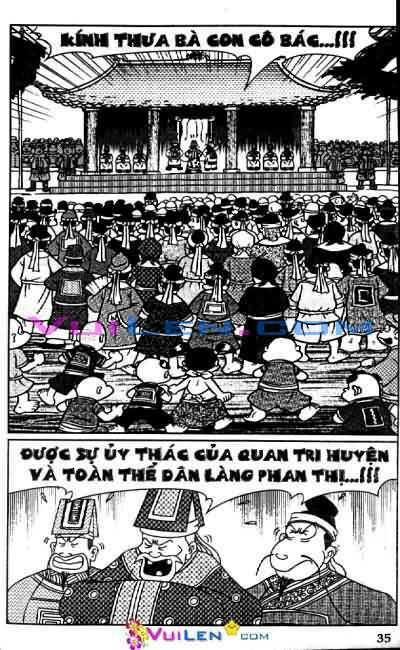 KÍNH THƯA BÀ CON CÔ BÁC...!!!
VuiLen.com
ĐƯỢC SỰ ỦY THÁC CỦA QUAN TRI HUYỆN
VÀ TOÀN THỂ DÂN LÀNG PHAN THỊ...!!!
35
VuiLen.com